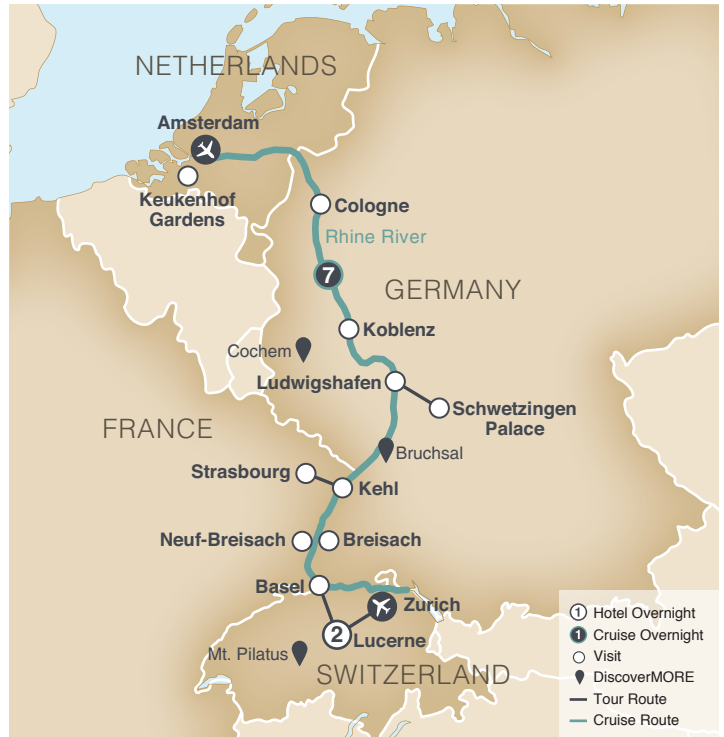 NETHERLANDS
Amsterdam
Keukenhof
Gardens
Cologne
Rhine River
7
GERMANY
Koblenz
Cochem
Ludwigshafen
Schwetzingen
Palace
FRANCE
Bruchsal
Strasbourg
Kehl
Neuf-Breisach
Breisach
Basel
Zurich
2
Lucerne
Mt. Pilatus
SWITZERLAND
1 Hotel Overnight
1 Cruise Overnight
Visit
DiscoverMORE
Tour Route
Cruise Route